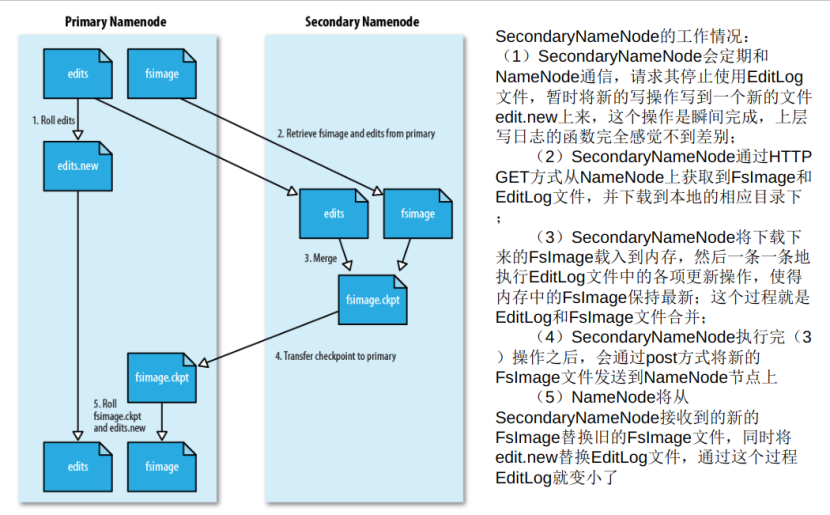 Primary Namenode
Secondary Namenode
edits
fsimage
1. Roll edits
2. Retrieve fsimage and edits from primary
edits.new
edits
fsimage
3. Merge
fsimage.ckpt
4. Transfer checkpoint to primary
fsimage.ckpt
5. Roll
fsimage.ckpt
and edits.new
edits
fsimage
SecondaryNameNode的工作情况：
（1）SecondaryNameNode会定期和
NameNode通信，请求其停止使用EditLog
文件，暂时将新的写操作写到一个新的文件
edit.new上来，这个操作是瞬间完成，上层
写日志的函数完全感觉不到差别；
（2）SecondaryNameNode通过HTTP
GET方式从NameNode上获取到FsImage和
EditLog文件，并下载到本地的相应目录下
；
（3）SecondaryNameNode将下载下
来的FsImage载入到内存，然后一条一条地
执行EditLog文件中的各项更新操作，使得
内存中的FsImage保持最新；这个过程就是
EditLog和FsImage文件合并；
（4）SecondaryNameNode执行完（3
）操作之后，会通过post方式将新的
FsImage文件发送到NameNode节点上
（5）NameNode将从
SecondaryNameNode接收到的新的
FsImage替换旧的FsImage文件，同时将
edit.new替换EditLog文件，通过这个过程
EditLog就变小了